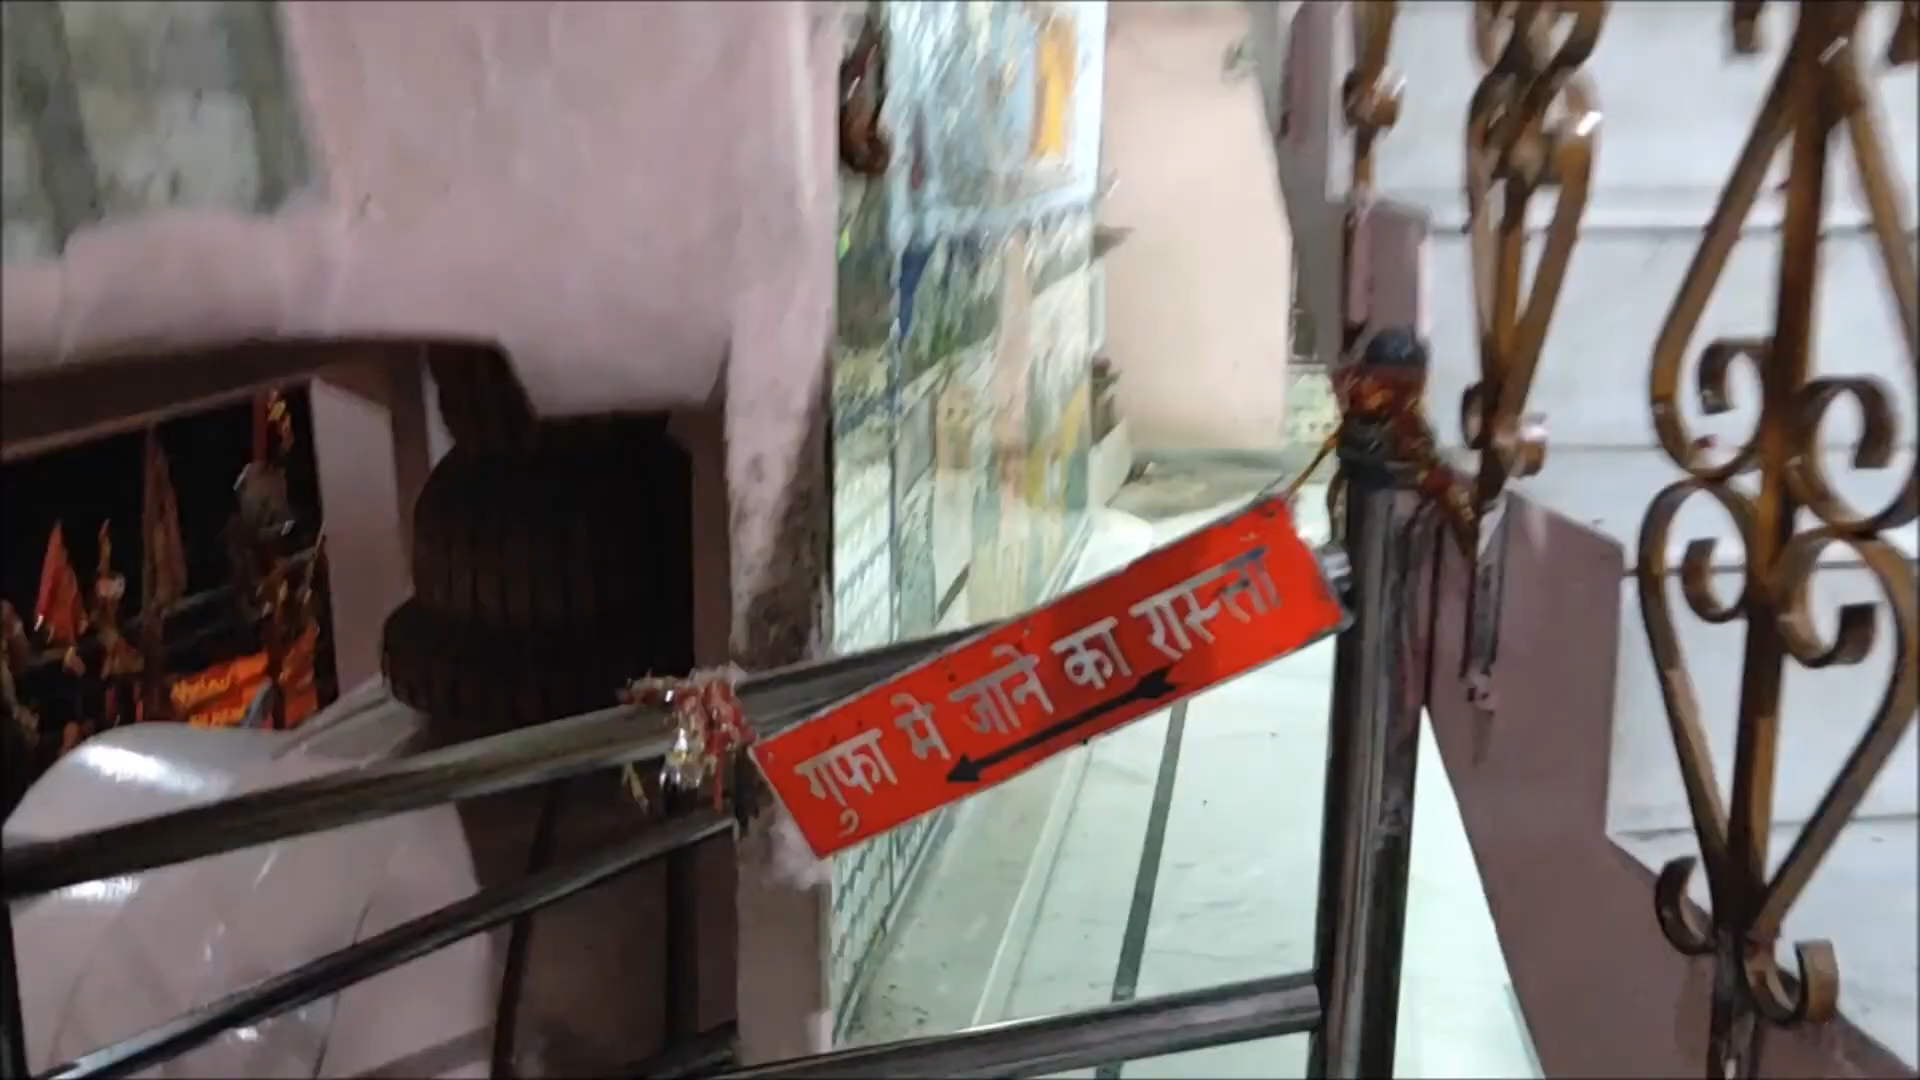 गुफा मे जाने का रास्ता